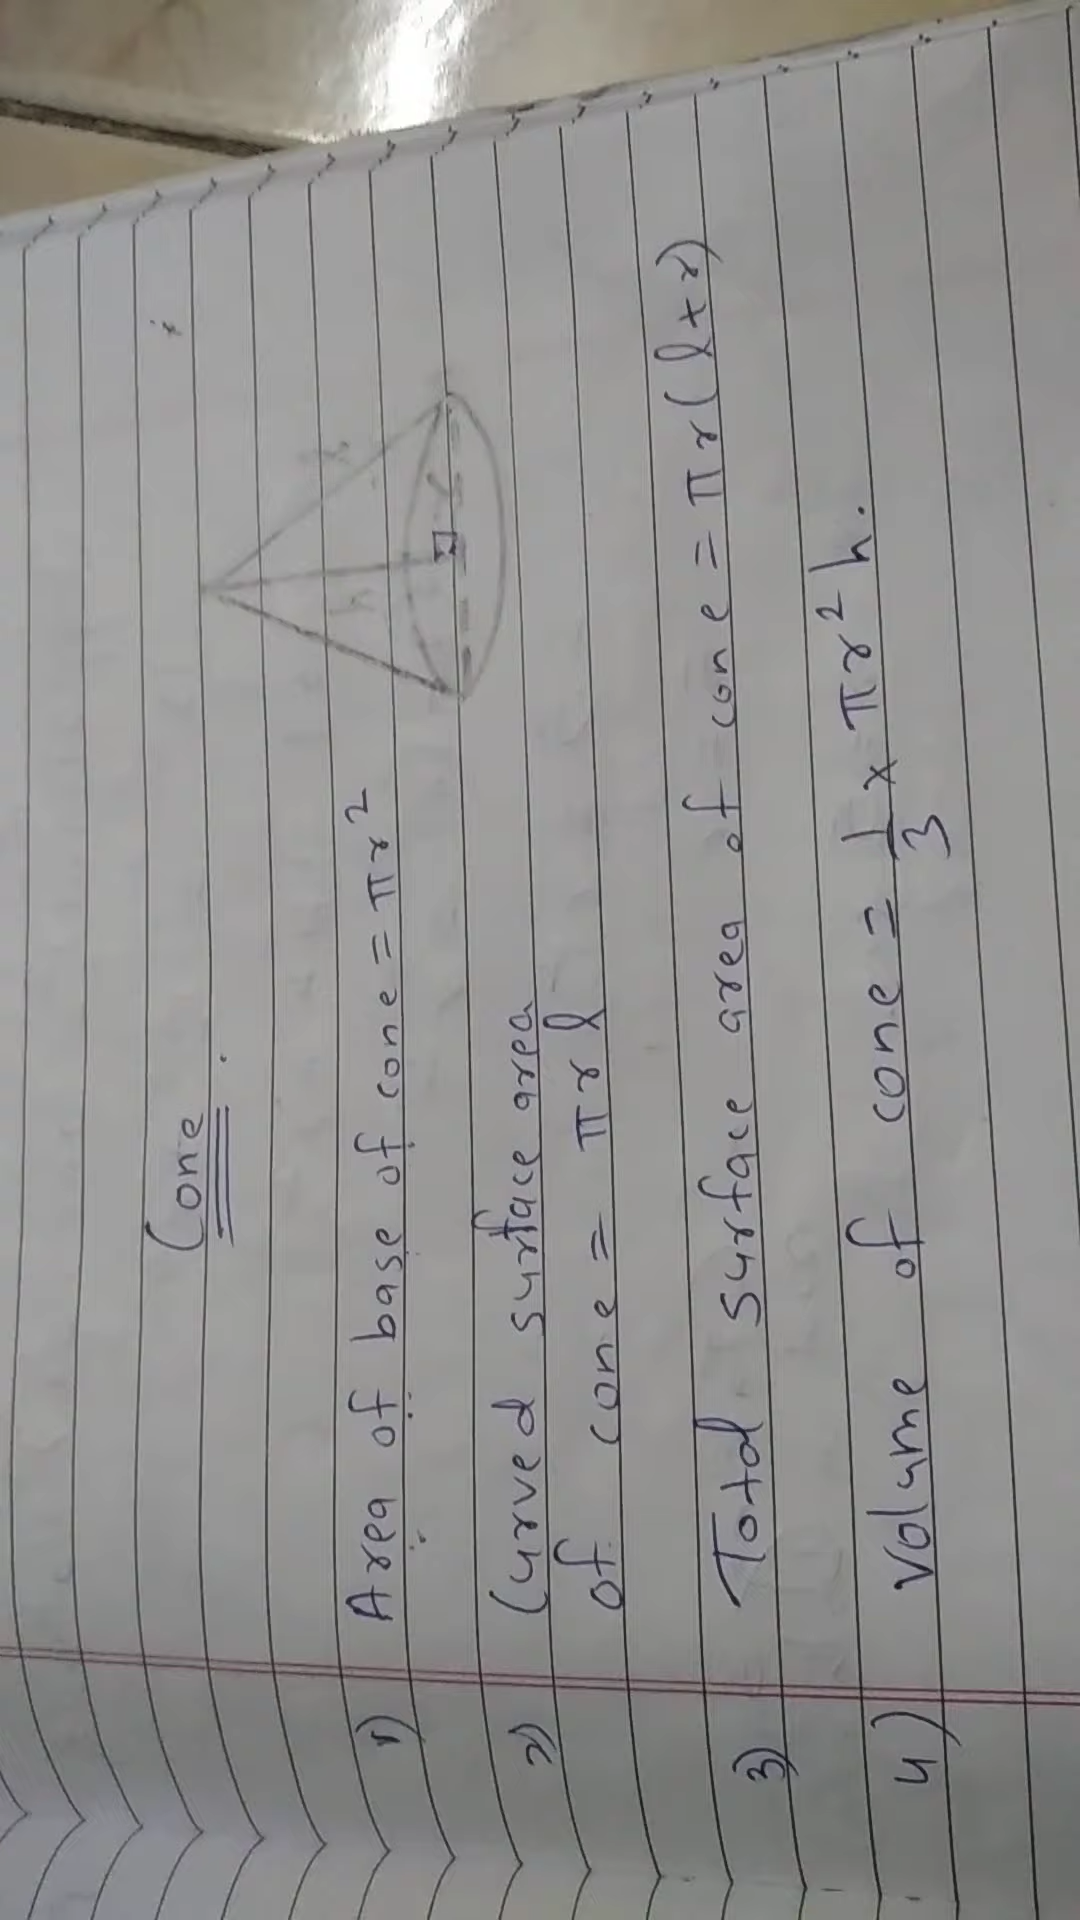 Cone
h
l
r
1) Area of base of cone = πr²
2) Curved surface area
of cone = πrl
3) Total surface area of cone = πr(l+r)
4) Volume of cone = 1/3 × πr²h.